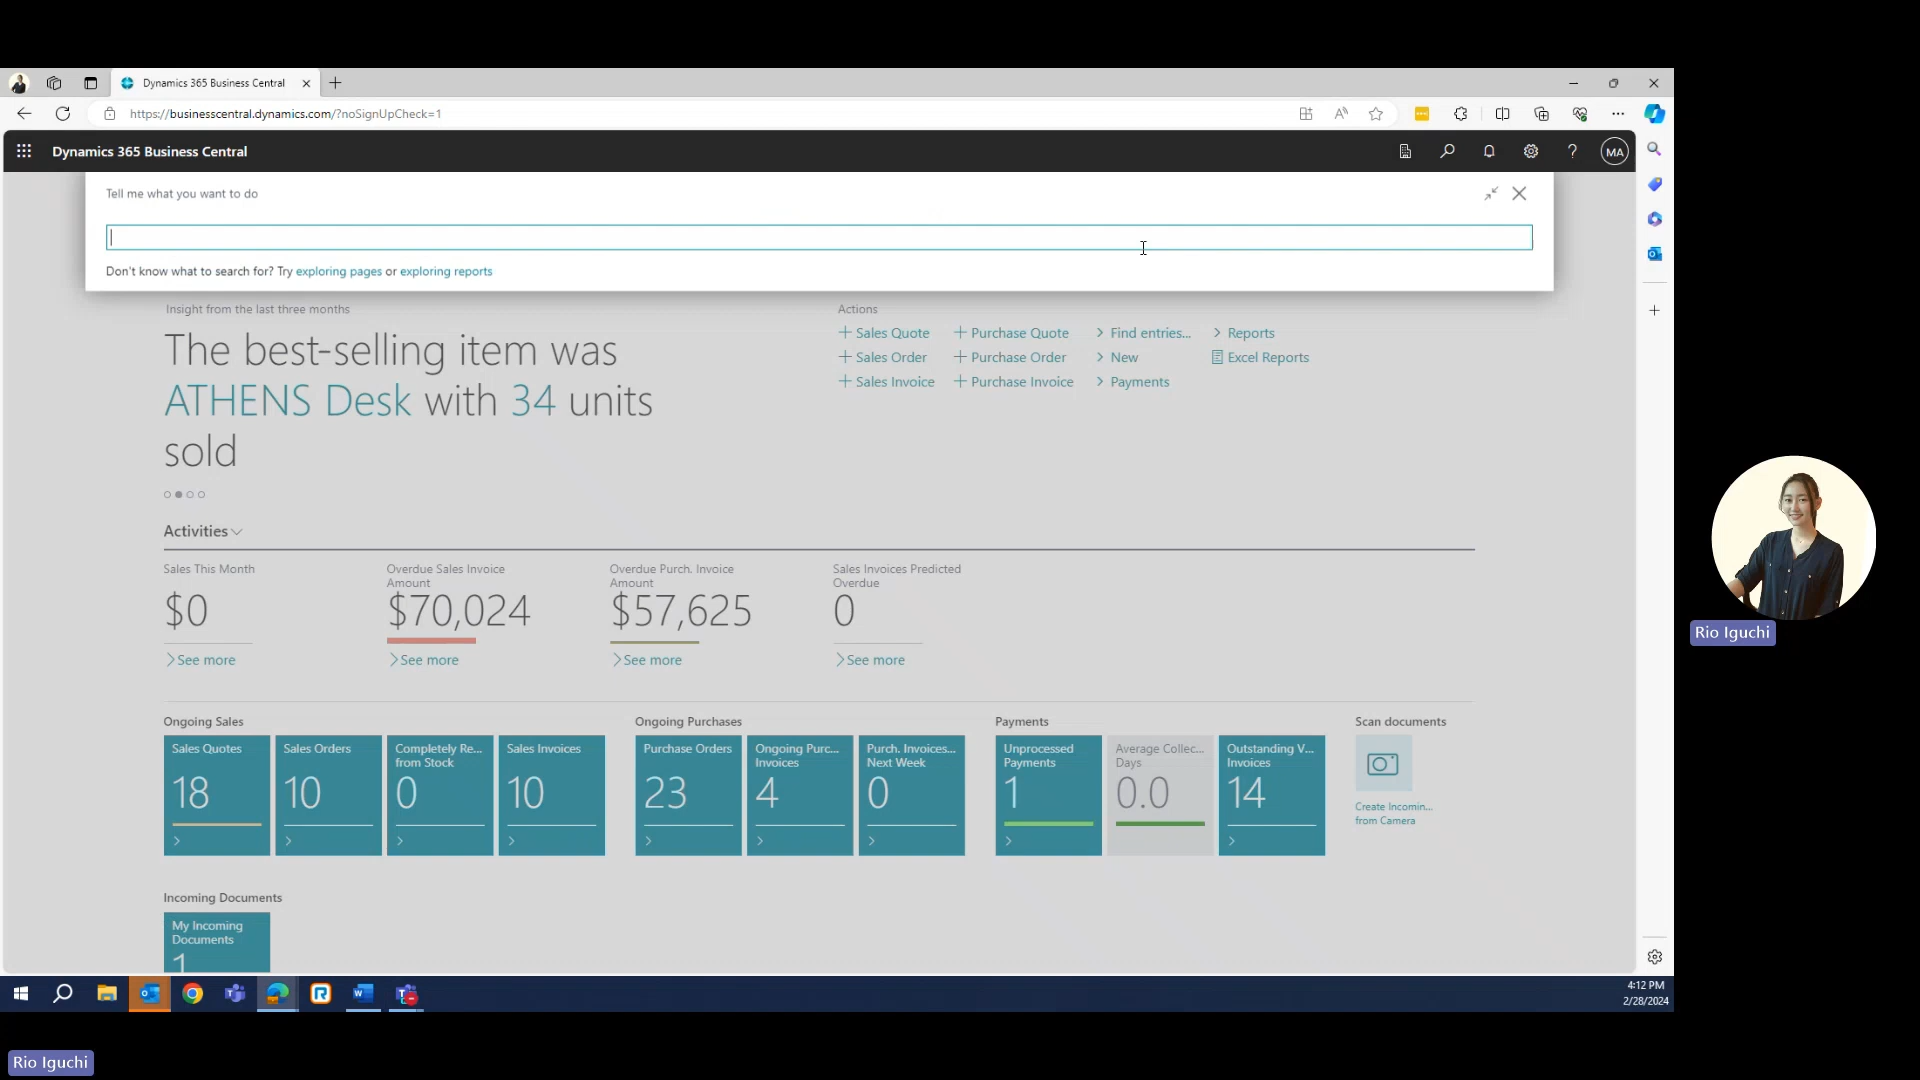 Dynamics 365 Business Central
https://businesscentral.dynamics.com/?noSignUpCheck=1
Dynamics 365 Business Central
MA
Tell me what you want to do
Don't know what to search for? Try exploring pages or exploring reports
Insight from the last three months
The best-selling item was
ATHENS Desk with 34 units
sold
Actions
Sales Quote
Purchase Quote
Find entries...
Reports
Sales Order
Purchase Order
New
Excel Reports
Sales Invoice
Purchase Invoice
Payments
Activities
Sales This Month
$0
See more
Overdue Sales Invoice
Amount
$70,024
See more
Overdue Purch. Invoice
Amount
$57,625
See more
Sales Invoices Predicted
Overdue
0
See more
Ongoing Sales
Sales Quotes
18
Sales Orders
10
Completely Re...
from Stock
0
Sales Invoices
10
Ongoing Purchases
Purchase Orders
23
Ongoing Purc...
Invoices
4
Purch. Invoices...
Next Week
0
Payments
Unprocessed
Payments
1
Average Collec...
Days
0.0
Outstanding V...
Invoices
14
Scan documents
Create Incomin...
from Camera
Incoming Documents
My Incoming
Documents
1
4:12 PM
2/28/2024
Rio Iguchi
Rio Iguchi